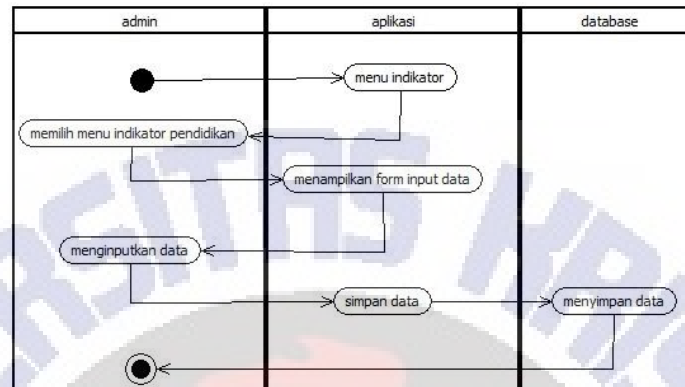 admin
aplikasi
database
menu indikator
memilih menu indikator pendidikan
menampilkan form input data
menginputkan data
simpan data
menyimpan data